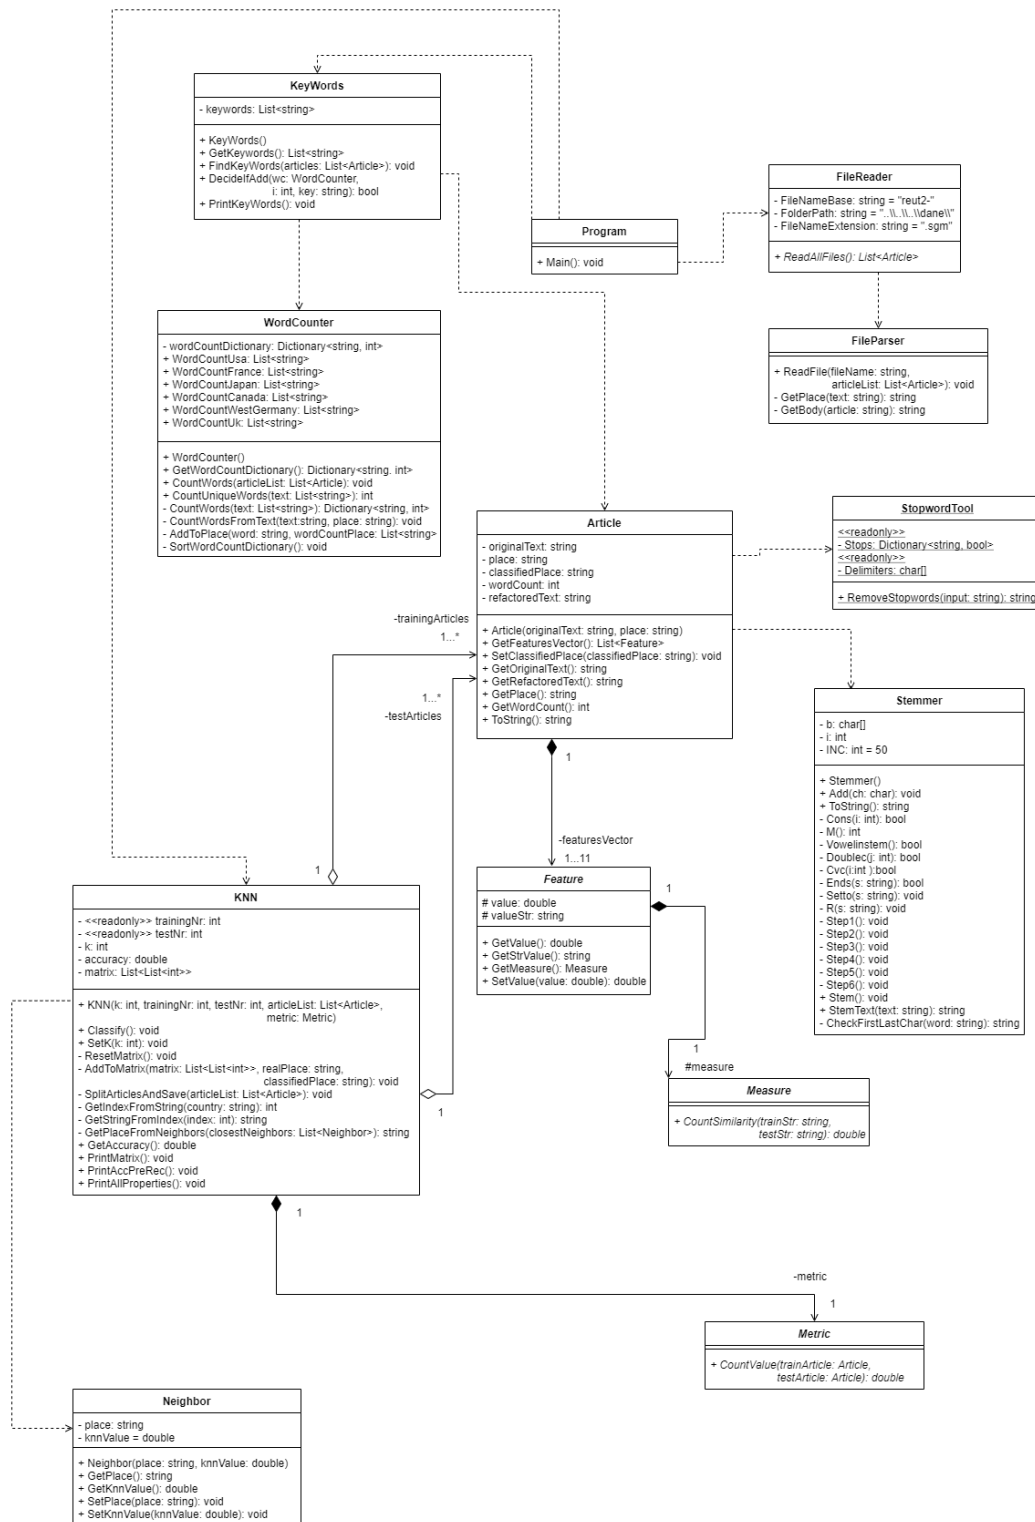 KeyWords
- keywords: List<string>
+ KeyWords()
+ GetKeywords(): List<string>
+ FindKeyWords(articles: List<Article>): void
+ DecideIfAdd(wc: WordCounter,
i: int, key: string): bool
+ PrintKeyWords(): void
Program
+ Main(): void
FileReader
- FileNameBase: string = "reut2-"
- FolderPath: string = "..\\..\\..\\dane\\"
- FileNameExtension: string = ".sgm"
+ ReadAllFiles(): List<Article>
FileParser
+ ReadFile(fileName: string,
articleList: List<Article>): void
- GetPlace(text: string): string
- GetBody(article: string): string
WordCounter
- wordCountDictionary: Dictionary<string, int>
+ WordCountUsa: List<string>
+ WordCountFrance: List<string>
+ WordCountJapan: List<string>
+ WordCountCanada: List<string>
+ WordCountWestGermany: List<string>
+ WordCountUk: List<string>
+ WordCounter()
+ GetWordCountDictionary(): Dictionary<string. int>
+ CountWords(articleList: List<Article): void
+ CountUniqueWords(text: List<string>): int
- CountWords(text: List<string>): Dictionary<string, int>
- CountWordsFromText(text:string, place: string): void
- AddToPlace(word: string, wordCountPlace: List<string>
- SortWordCountDictionary(): void
Article
- originalText: string
- place: string
- classifiedPlace: string
- wordCount: int
- refactoredText: string
+ Article(originalText: string, place: string)
+ GetFeaturesVector(): List<Feature>
+ SetClassifiedPlace(classifiedPlace: string): void
+ GetOriginalText(): string
+ GetRefactoredText(): string
+ GetPlace(): string
+ GetWordCount(): int
+ ToString(): string
StopwordTool
<<readonly>>
- Stops: Dictionary<string, bool>
<<readonly>>
- Delimiters: char[]
+ RemoveStopwords(input: string): string
-trainingArticles
1...*
1...*
-testArticles
Stemmer
- b: char[]
- i: int
- INC: int = 50
+ Stemmer()
+ Add(ch: char): void
+ ToString(): string
- Cons(i: int): bool
- M(): int
- Vowelinstem(): bool
- Doublec(j: int): bool
- Cvc(i:int ):bool
- Ends(s: string): bool
- Setto(s: string): void
- R(s: string): void
- Step1(): void
- Step2(): void
- Step3(): void
- Step4(): void
- Step5(): void
- Step6(): void
+ Stem(): void
+ StemText(text: string): string
- CheckFirstLastChar(word: string): string
1
-featuresVector
1...11
Feature
# value: double
# valueStr: string
+ GetValue(): double
+ GetStrValue(): string
+ GetMeasure(): Measure
+ SetValue(value: double): double
1
1
#measure
Measure
+ CountSimilarity(trainStr: string,
testStr: string): double
1
KNN
- <<readonly>> trainingNr: int
- <<readonly>> testNr: int
- k: int
- accuracy: double
- matrix: List<List<int>>
+ KNN(k: int, trainingNr: int, testNr: int, articleList: List<Article>,
metric: Metric)
+ Classify(): void
+ SetK(k: int): void
- ResetMatrix(): void
- AddToMatrix(matrix: List<List<int>>, realPlace: string,
classifiedPlace: string): void
- SplitArticlesAndSave(articleList: List<Article>): void
- GetIndexFromString(country: string): int
- GetStringFromIndex(index: int): string
- GetPlaceFromNeighbors(closestNeighbors: List<Neighbor>): string
+ GetAccuracy(): double
+ PrintMatrix(): void
+ PrintAccPreRec(): void
+ PrintAllProperties(): void
1
1
-metric
1
Metric
+ CountValue(trainArticle: Article,
testArticle: Article): double
Neighbor
- place: string
- knnValue = double
+ Neighbor(place: string, knnValue: double)
+ GetPlace(): string
+ GetKnnValue(): double
+ SetPlace(place: string): void
+ SetKnnValue(knnValue: double): void